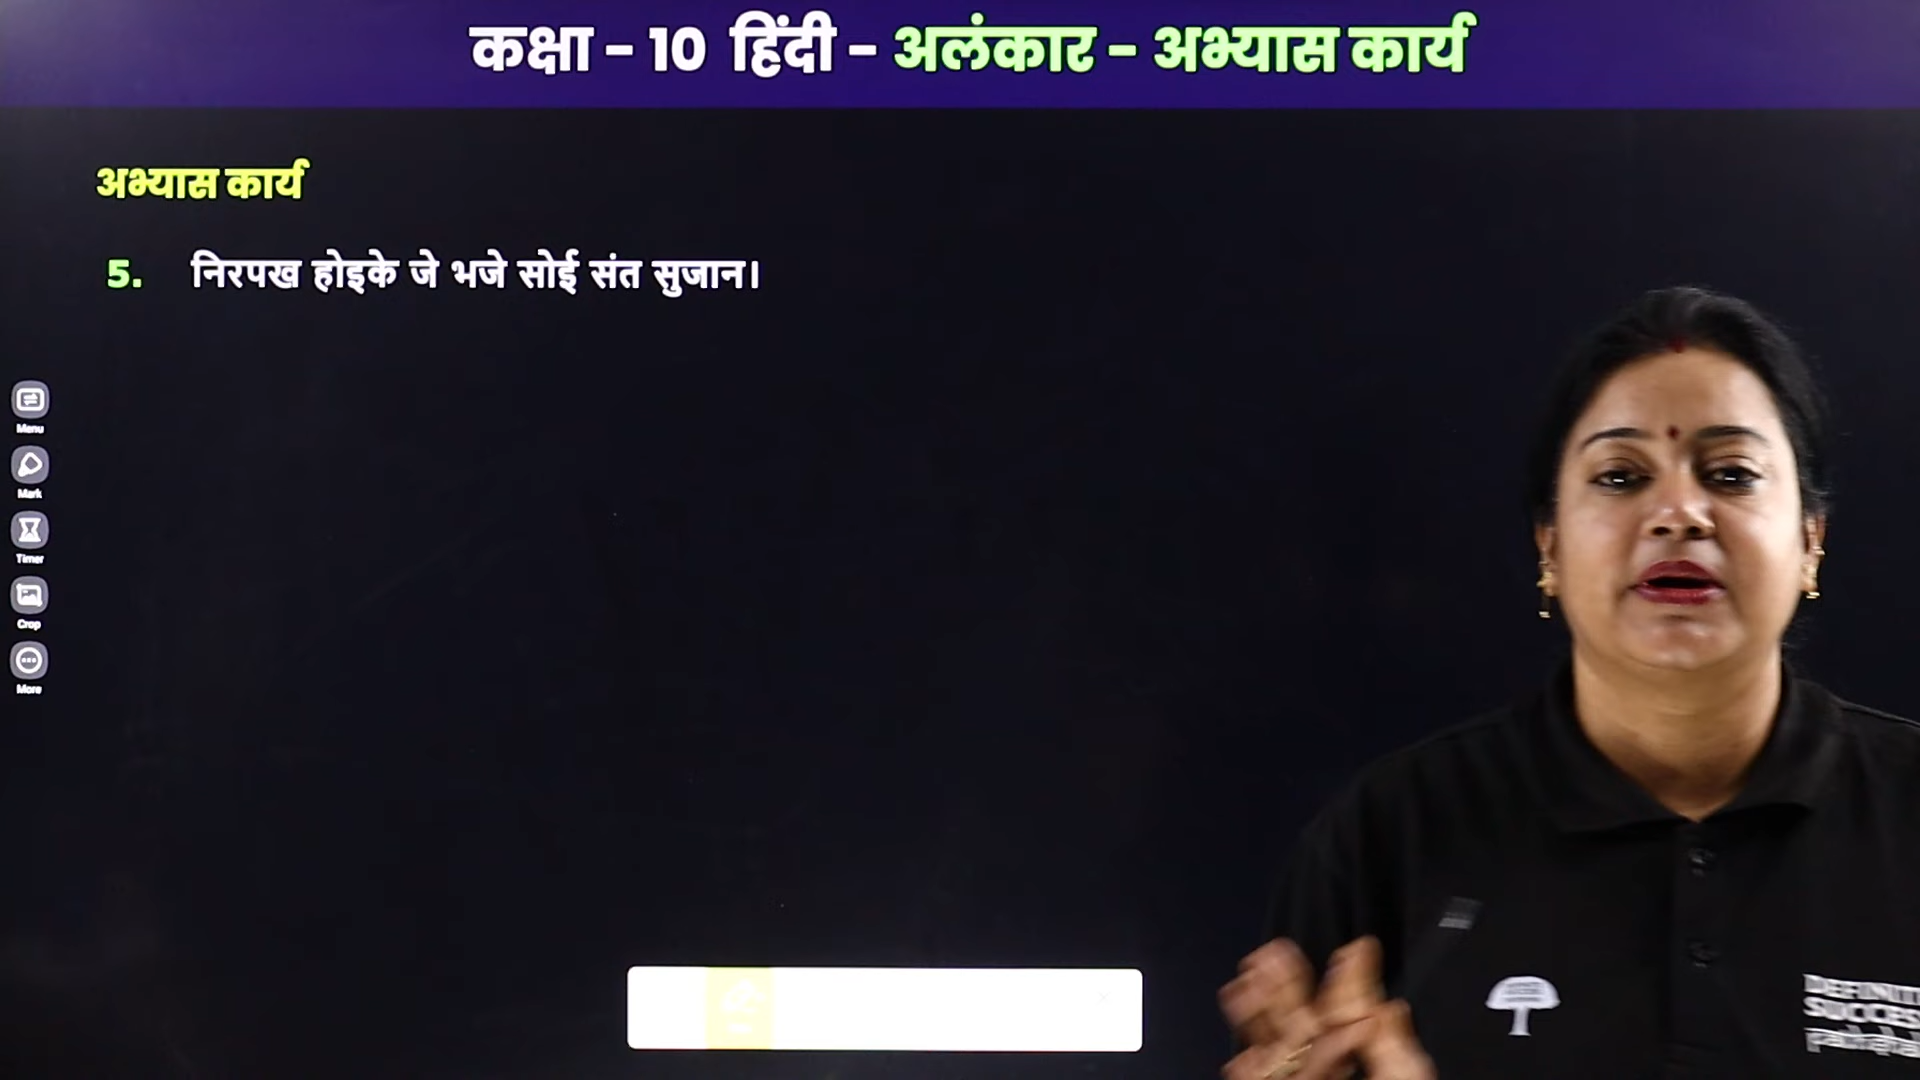 कक्षा - 10 हिंदी - अलंकार - अभ्यास कार्य
अभ्यास कार्य
5. निरपख होइके जे भजे सोई संत सुजान।
Menu
Mark
Timer
Crop
More